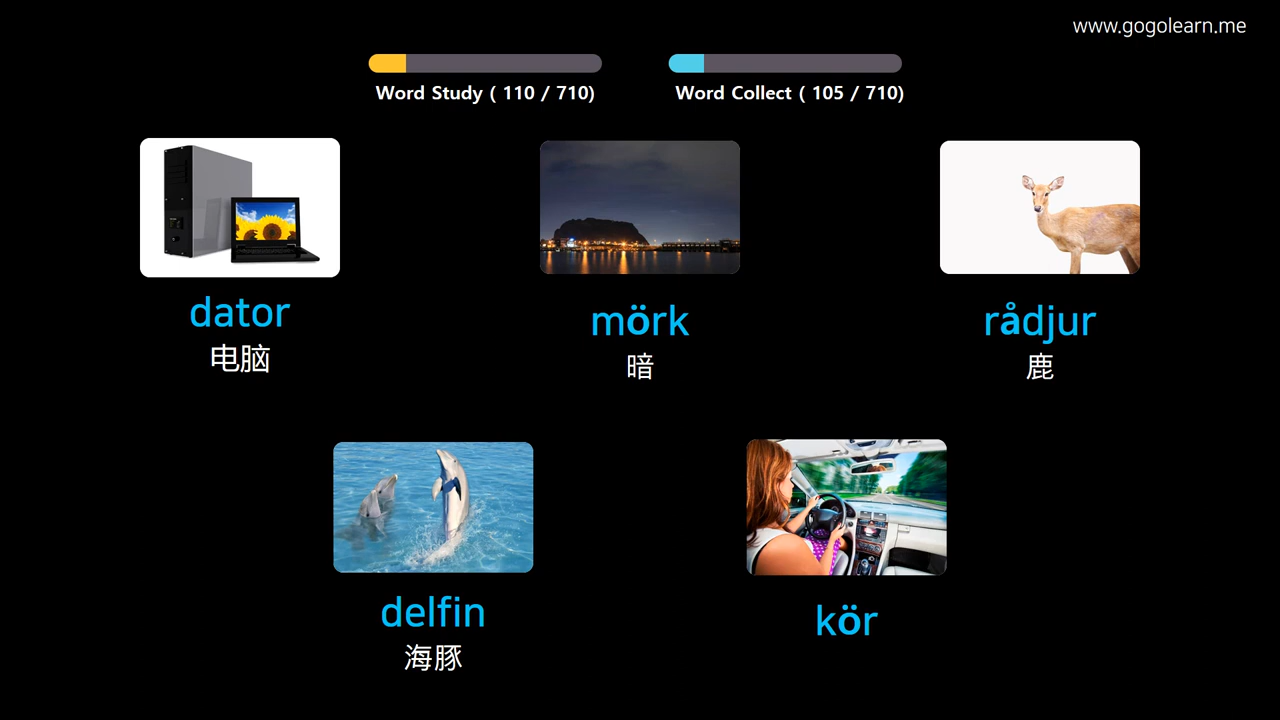 www.gogolearn.me
Word Study ( 110 / 710)
Word Collect ( 105 / 710)
dator
电脑
mörk
暗
rådjur
鹿
delfin
海豚
kör